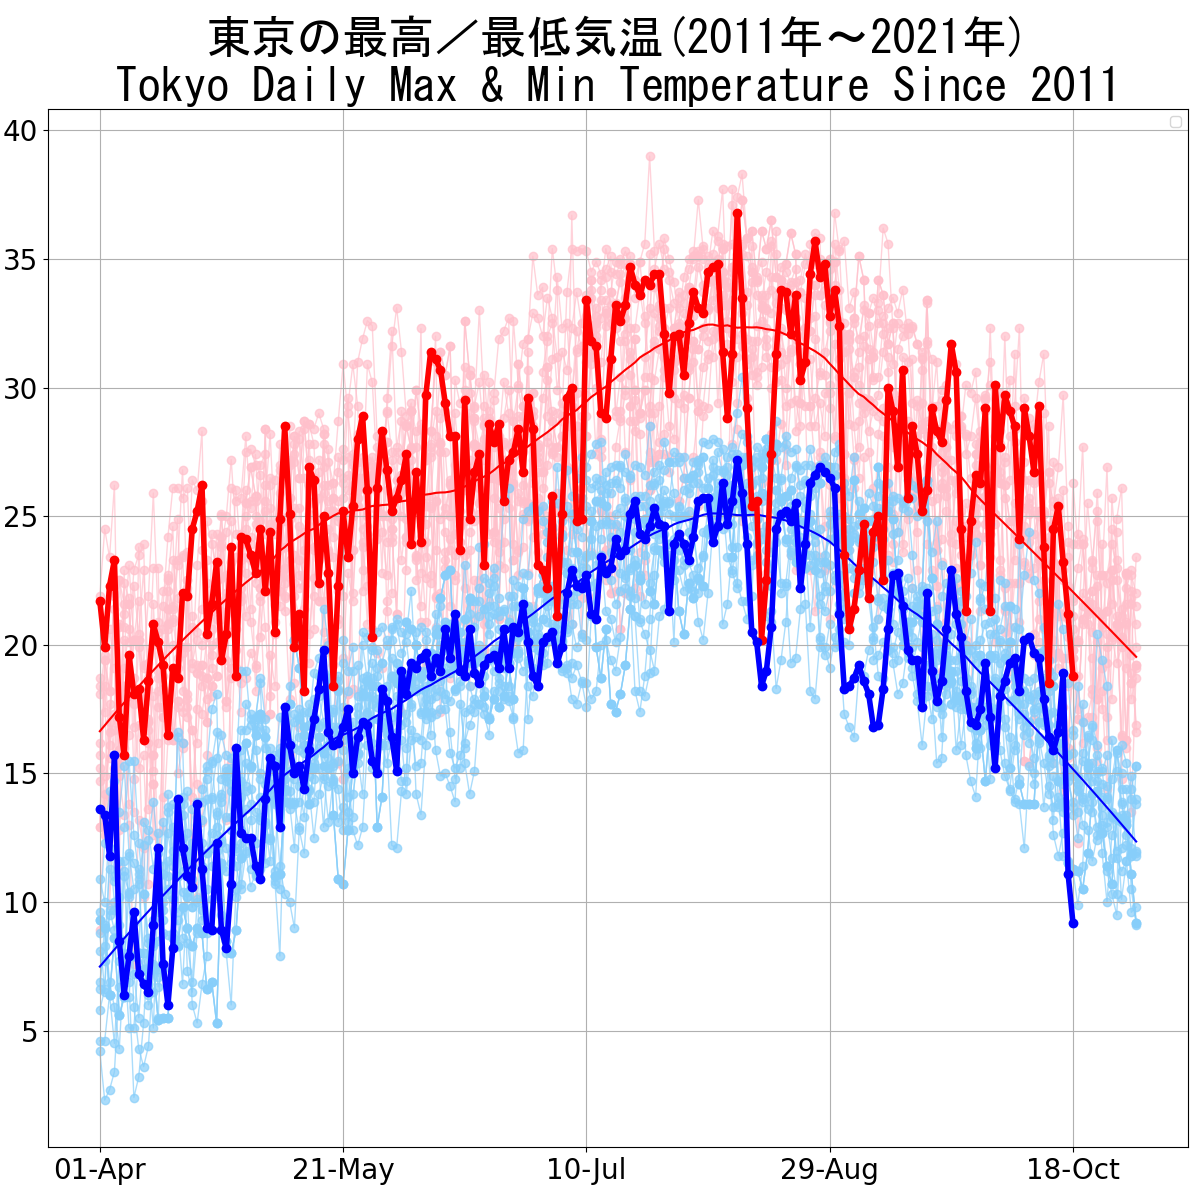 東京の最高／最低気温(2011年～2021年)
Tokyo Daily Max & Min Temperature Since 2011
40
35
30
25
20
15
10
5
01-Apr 21-May 10-Jul 29-Aug 18-Oct